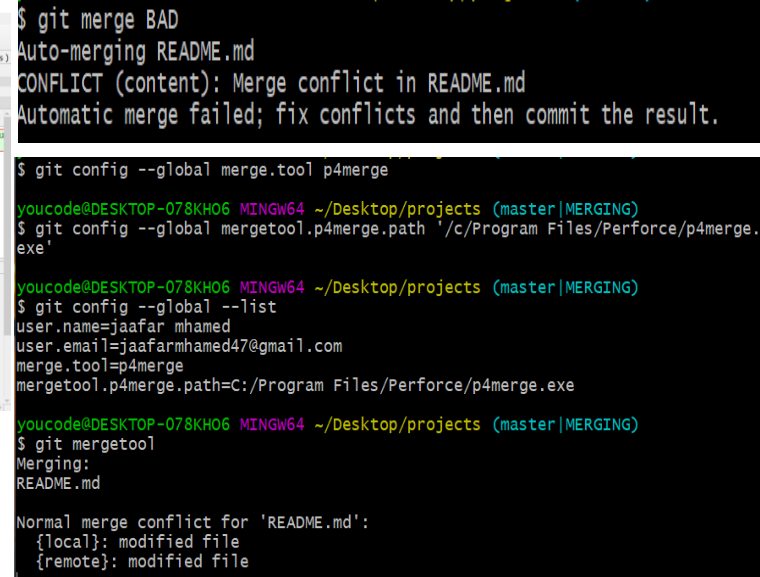 $ git merge BAD
Auto-merging README.md
CONFLICT (content): Merge conflict in README.md
Automatic merge failed; fix conflicts and then commit the result.
$ git config --global merge.tool p4merge
youcode@DESKTOP-078KHO6 MINGW64 ~/Desktop/projects (master|MERGING)
$ git config --global mergetool.p4merge.path '/c/Program Files/Perforce/p4merge.
exe'
youcode@DESKTOP-078KHO6 MINGW64 ~/Desktop/projects (master|MERGING)
$ git config --global --list
user.name=jaafar mhamed
user.email=jaafarmhamed47@gmail.com
merge.tool=p4merge
mergetool.p4merge.path=C:/Program Files/Perforce/p4merge.exe
youcode@DESKTOP-078KHO6 MINGW64 ~/Desktop/projects (master|MERGING)
$ git mergetool
Merging:
README.md
Normal merge conflict for 'README.md':
{local}: modified file
{remote}: modified file